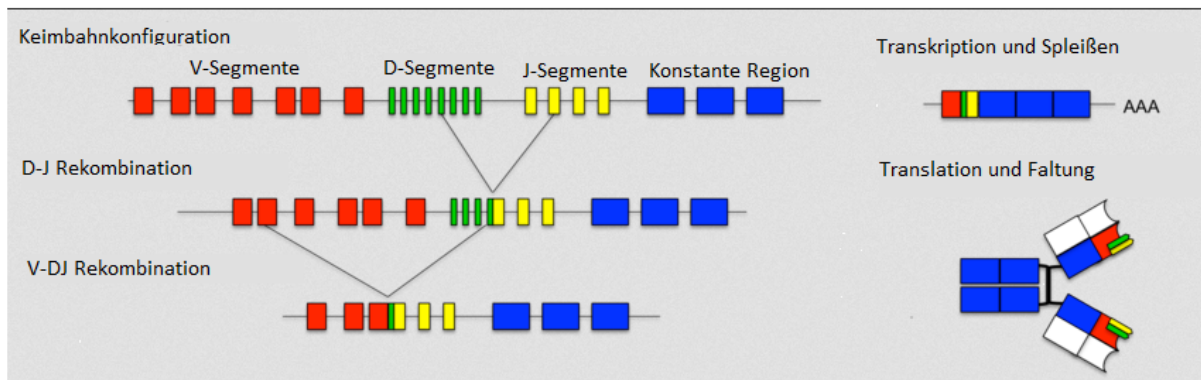 Keimbahnkonfiguration
V-Segmente
D-Segmente
J-Segmente
Konstante Region
D-J Rekombination
V-DJ Rekombination
Transkription und Spleißen
AAA
Translation und Faltung